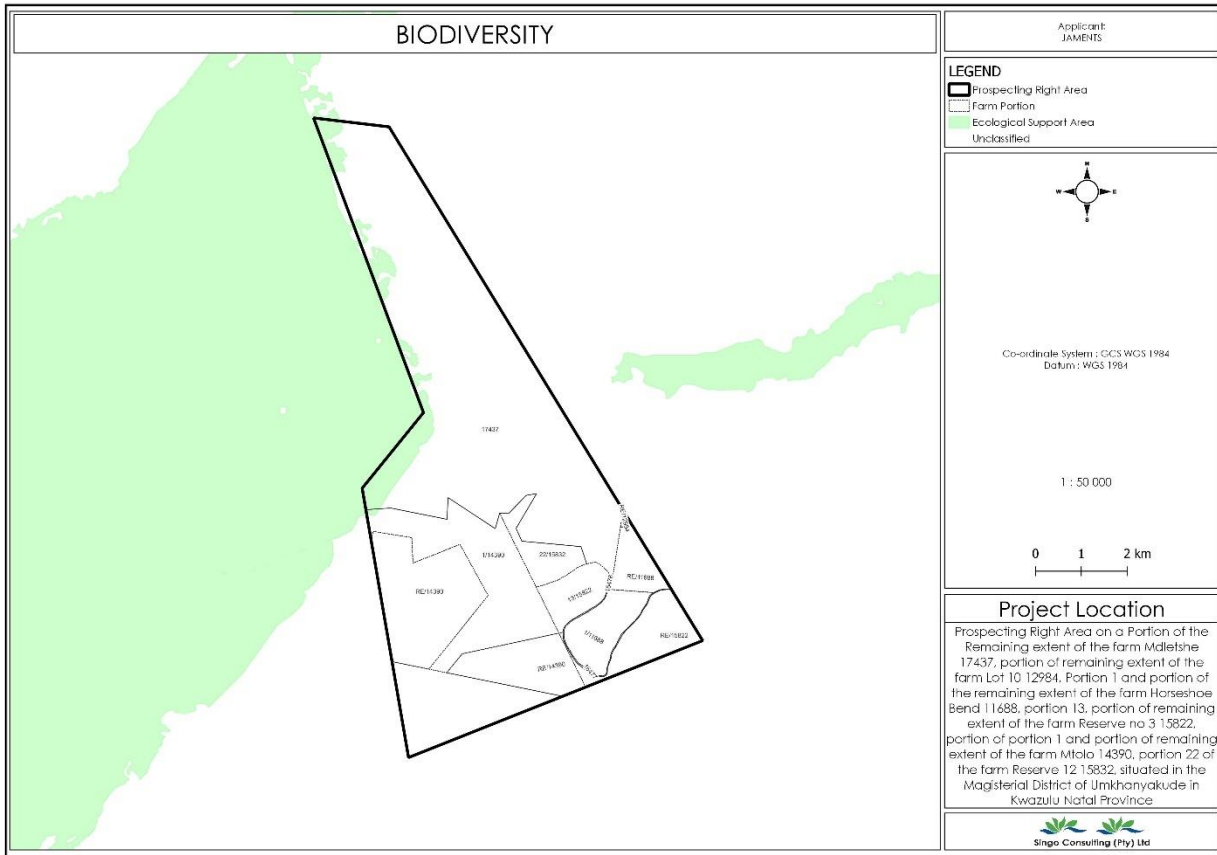 BIODIVERSITY
Applicant:
JAMENTS
LEGEND
Prospecting Right Area
Farm Portion
Ecological Support Area
Unclassified
N
W E
S
Co-ordinate System : GCS WGS 1984
Datum : WGS 1984
1 : 50 000
0 1 2 km
Project Location
Prospecting Right Area on a Portion of the
Remaining extent of the farm Mdletshe
17437, portion of remaining extent of the
farm Lot 10 12984, Portion 1 and portion of
the remaining extent of the farm Horseshoe
Bend 11688, portion 13, portion of remaining
extent of the farm Reserve no 3 15822,
portion of portion 1 and portion of remaining
extent of the farm Mtolo 14390, portion 22 of
the farm Reserve 12 15832, situated in the
Magisterial District of Umkhanyakude in
Kwazulu Natal Province
Singo Consulting (Pty) Ltd
17437
1/14390
22/15832
RE/14390
13/15822
RE/11688
1/11688
RE/15822
RE/14390